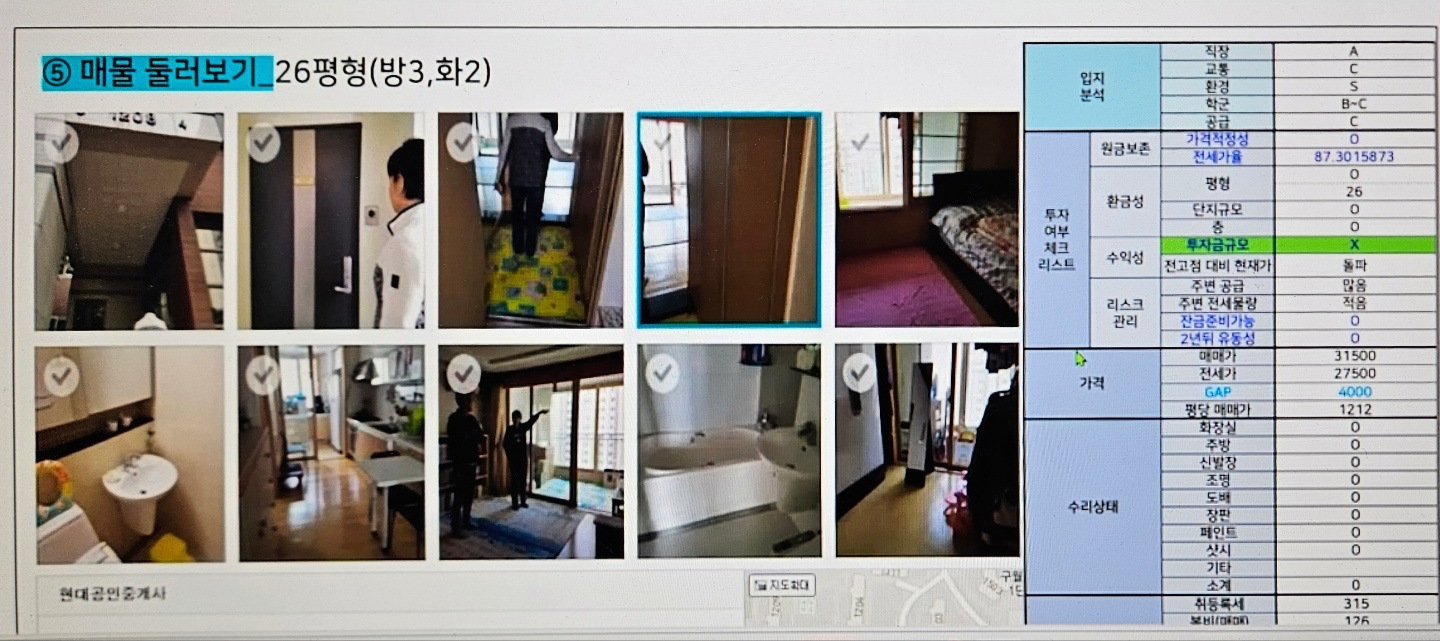 ⑤ 매물 둘러보기_26평형(방3,화2)
1203 4
현대공인중개사
지도확대
구월
1단
1204
입지
분석
직장 A
교통 C
환경 S
학군 B~C
공급 C
투자
여부
체크
리스트
원금보존
가격적정성 O
전세가율 87.3015873
환금성
평형 O
26
단지규모 O
층 O
수익성
투자금규모 X
전고점 대비 현재가 돌파
리스크
관리
주변 공급 많음
주변 전세물량 적음
잔금준비가능 O
2년뒤 유동성 O
가격
매매가 31500
전세가 27500
GAP 4000
평당 매매가 1212
수리상태
화장실 O
주방 O
신발장 O
조명 O
도배 O
장판 O
페인트 O
샷시 O
기타
소계 0
취등록세 315
복비(매매) 126